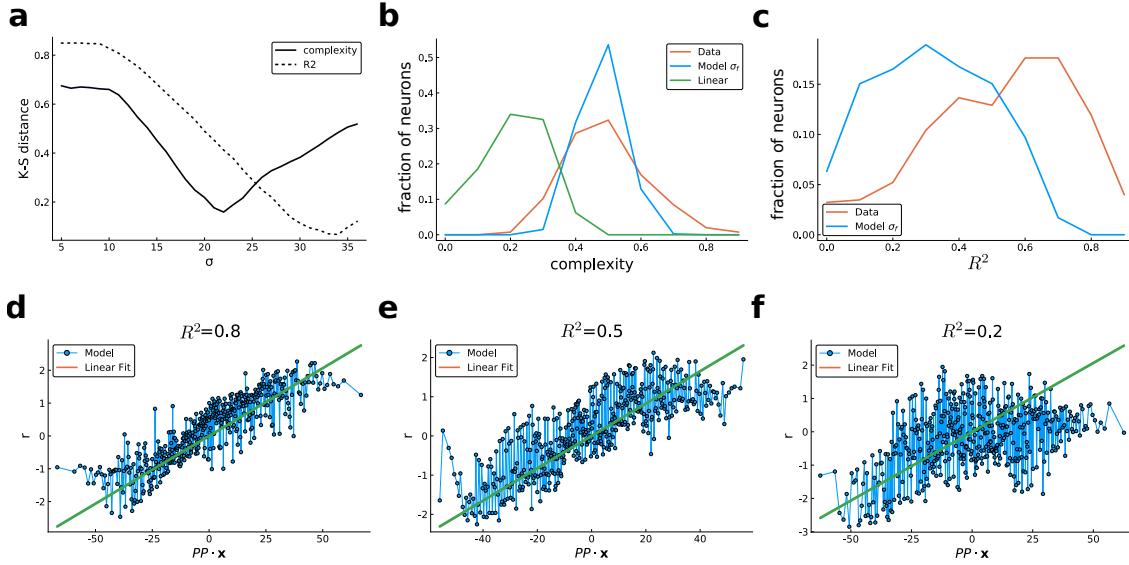 a
0.8
0.6
0.4
0.2
K-S distance
5
10
15
20
25
30
35
σ
complexity
R2
b
0.5
0.4
0.3
0.2
0.1
0.0
fraction of neurons
0.0
0.2
0.4
0.6
0.8
complexity
Data
Model σr
Linear
c
0.15
0.10
0.05
0.00
fraction of neurons
0.0
0.2
0.4
0.6
0.8
R²
Data
Model σr
d
R²=0.8
Model
Linear Fit
2
1
0
-1
-2
r
-50
-25
0
25
50
PP · x
e
R²=0.5
Model
Linear Fit
2
1
0
-1
-2
r
-60
-40
-20
0
20
40
PP · x
f
R²=0.2
Model
Linear Fit
2
1
0
-1
-2
-3
r
-50
-25
0
25
50
PP · x